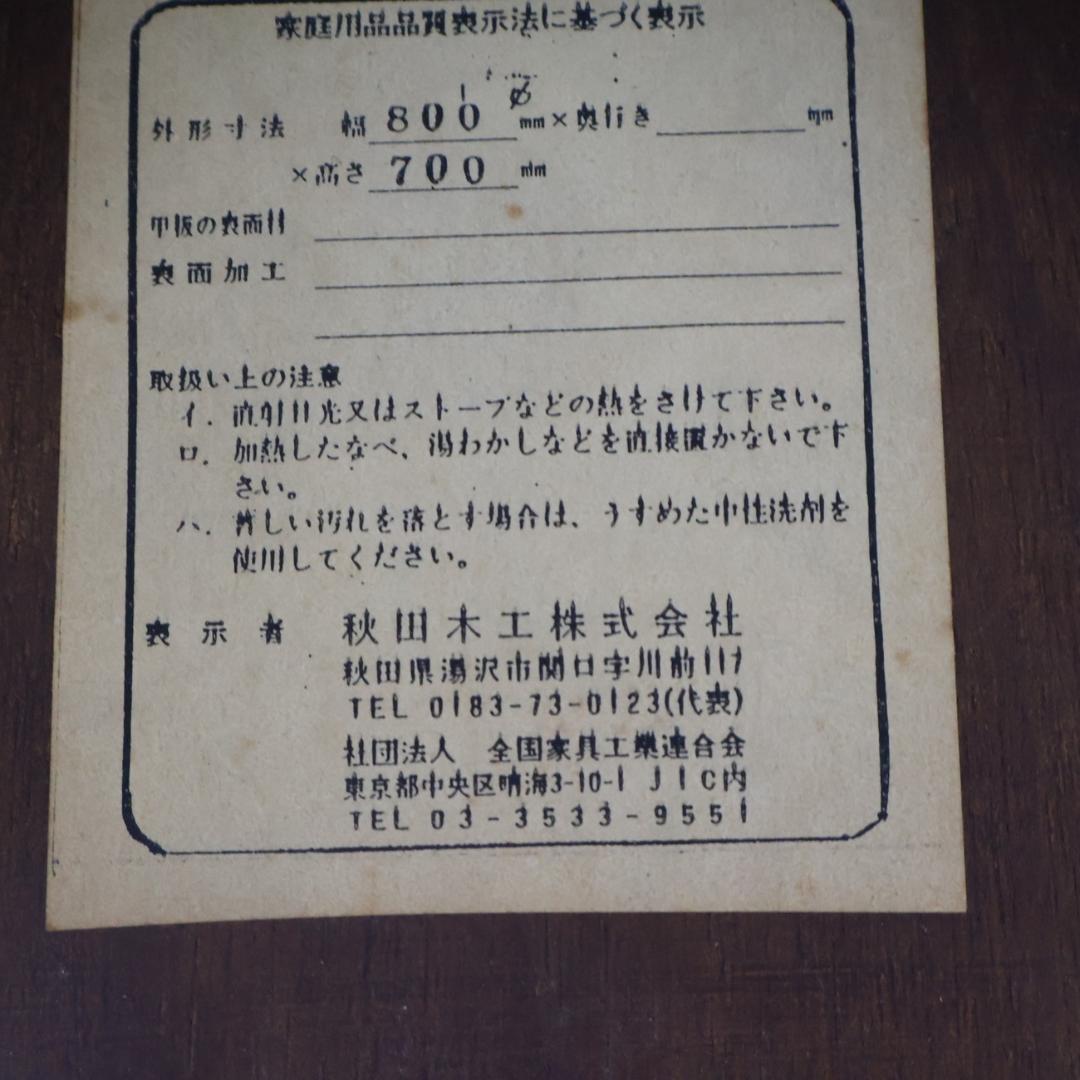 家庭用品品質表示法に基づく表示
外形寸法 幅 800 φ mm × 奥行き mm
×高さ 700 mm
甲板の表面材
表面加工
取扱い上の注意
イ. 直射日光又はストーブなどの熱をさけて下さい。
ロ. 加熱したなべ、湯わかしなどを直接置かないで下
さい。
ハ. 著しい汚れを落とす場合は、うすめた中性洗剤を
使用してください。
表示者 秋田木工株式会社
秋田県湯沢市関口字川前117
TEL 0183-73-0123(代表)
社団法人 全国家具工業連合会
東京都中央区晴海3-10-1 JIC内
TEL 03-3533-9551